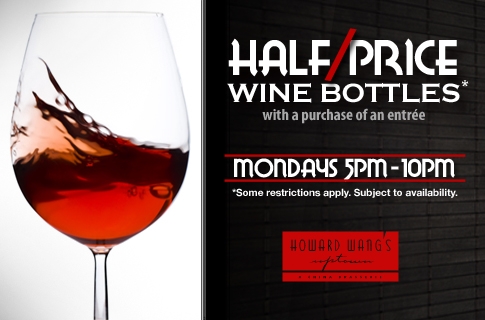 HALF/PRICE
WINE BOTTLES*
with a purchase of an entrée
MONDAYS 5PM-10PM
*Some restrictions apply. Subject to availability.
HOWARD WANG'S
uptown